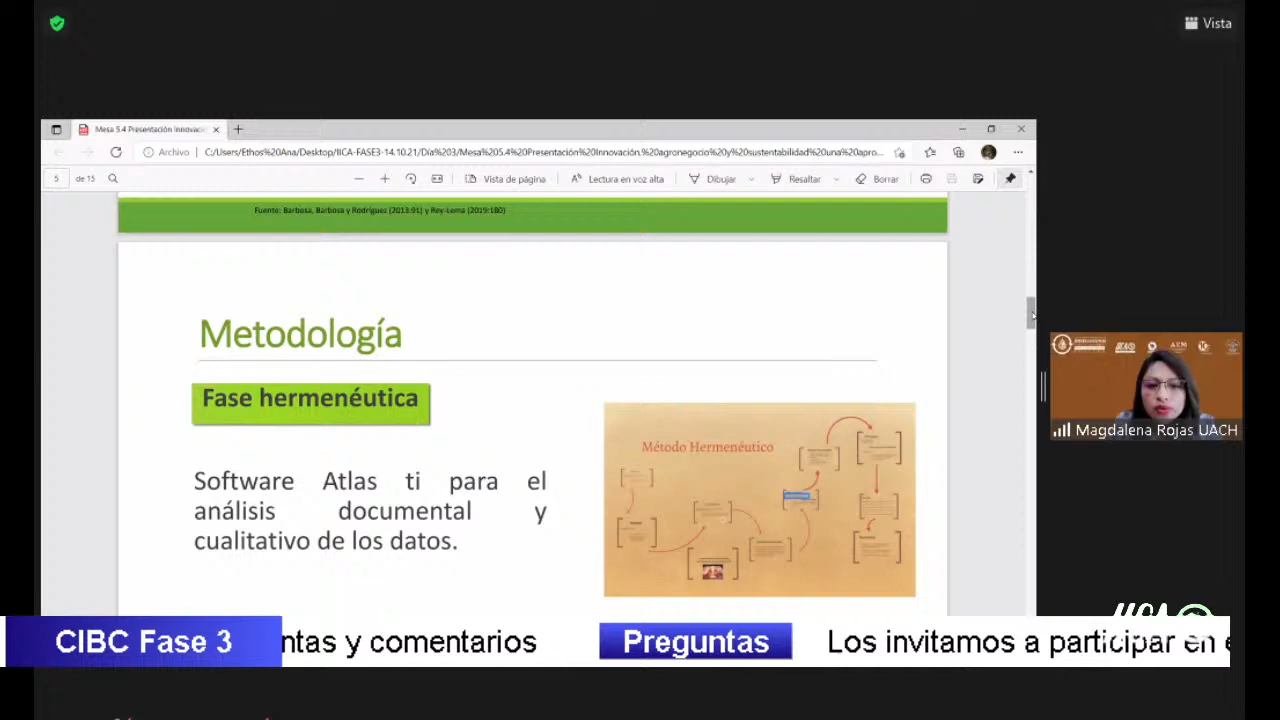 Vista
Mesa 5.4 Presentación Innovaci
Archivo
C:/Users/Ethos%20Ana/Desktop/IICA-FASE3-14.10.21/Día%203/Mesa%205.4%20Presentación%20Innovación.%20agronegocio%20y%20sustentabilidad%20una%20apro...
5 de 15
Vista de página
Lectura en voz alta
Dibujar
Resaltar
Borrar
Fuente: Barbosa, Barbosa y Rodríguez (2013:91) y Rey-Lema (2019:180)
Metodología
Fase hermenéutica
Método Hermenéutico
Software Atlas ti para el
análisis documental y
cualitativo de los datos.
Magdalena Rojas UACH
CIBC Fase 3
ntas y comentarios
Preguntas
Los invitamos a participar en